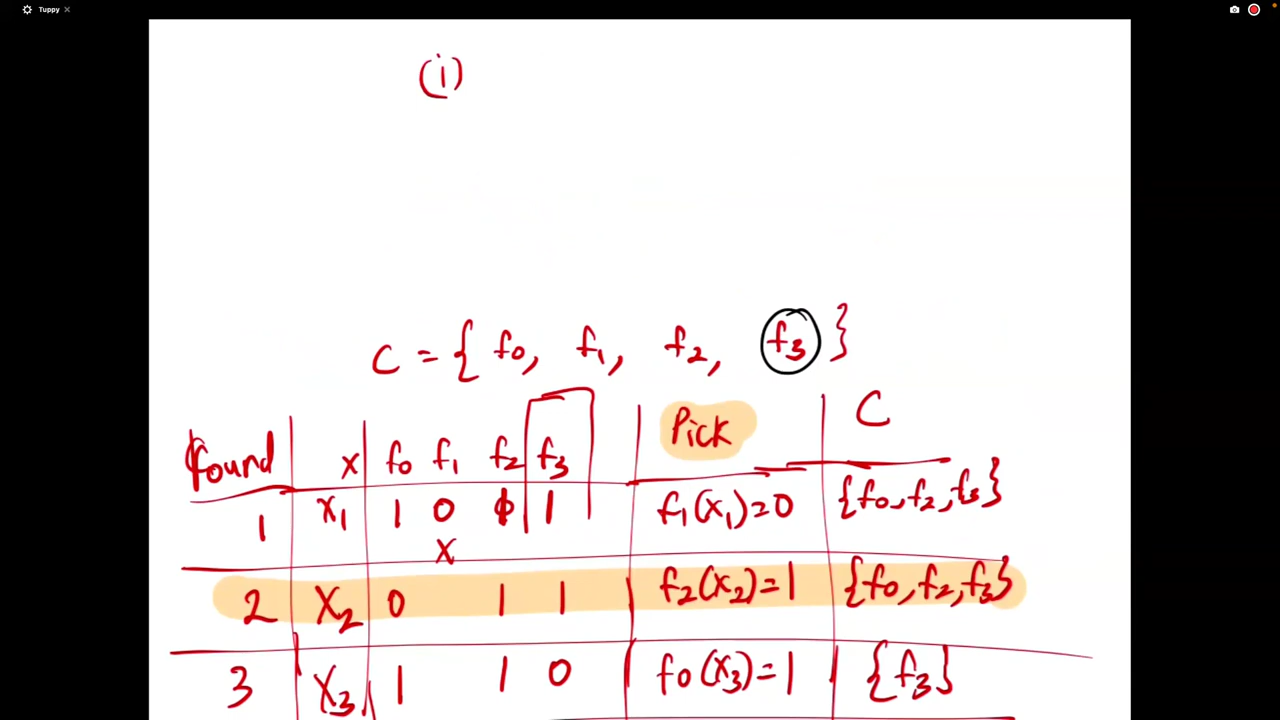 Tuppy
(i)
C = { f0, f1, f2, f3 }
Round | x | f0 f1 f2 f3 | Pick | C
1 | x1 | 1 0 1 | f1(x1)=0 | {f0,f2,f3}
x
2 | x2 | 0 1 1 | f2(x2)=1 | {f0,f2,f3}
3 | x3 | 1 1 0 | f0(x3)=1 | {f3}